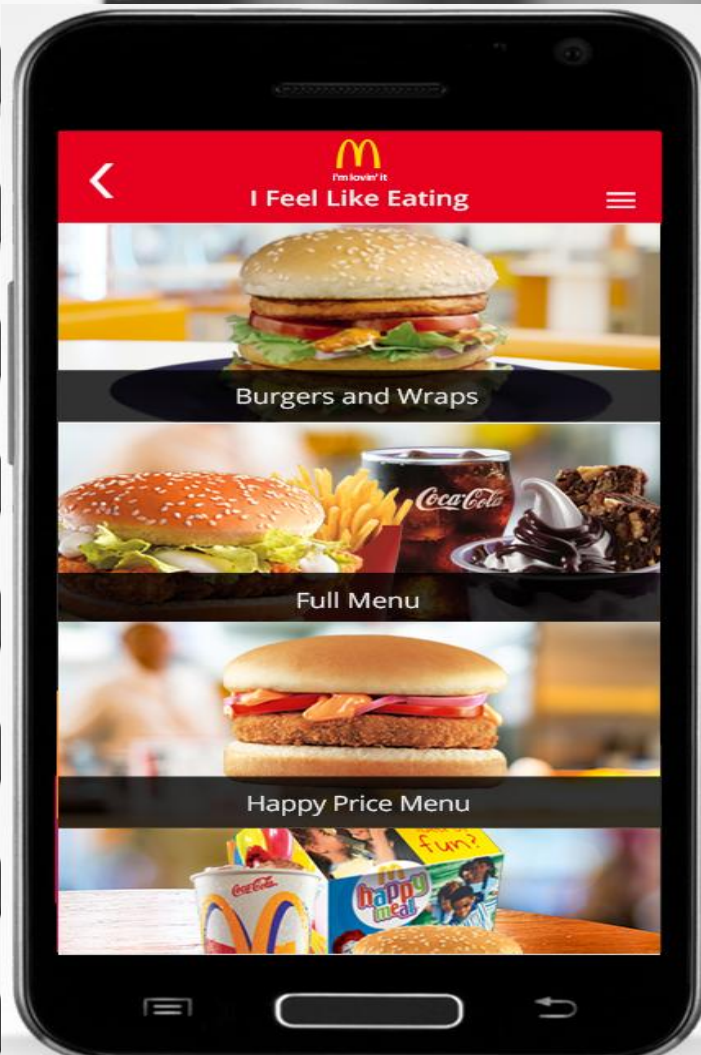 i'm lovin' it
I Feel Like Eating
Burgers and Wraps
Coca-Cola
Full Menu
Happy Price Menu
fun?
Coca-Cola
happy
meal